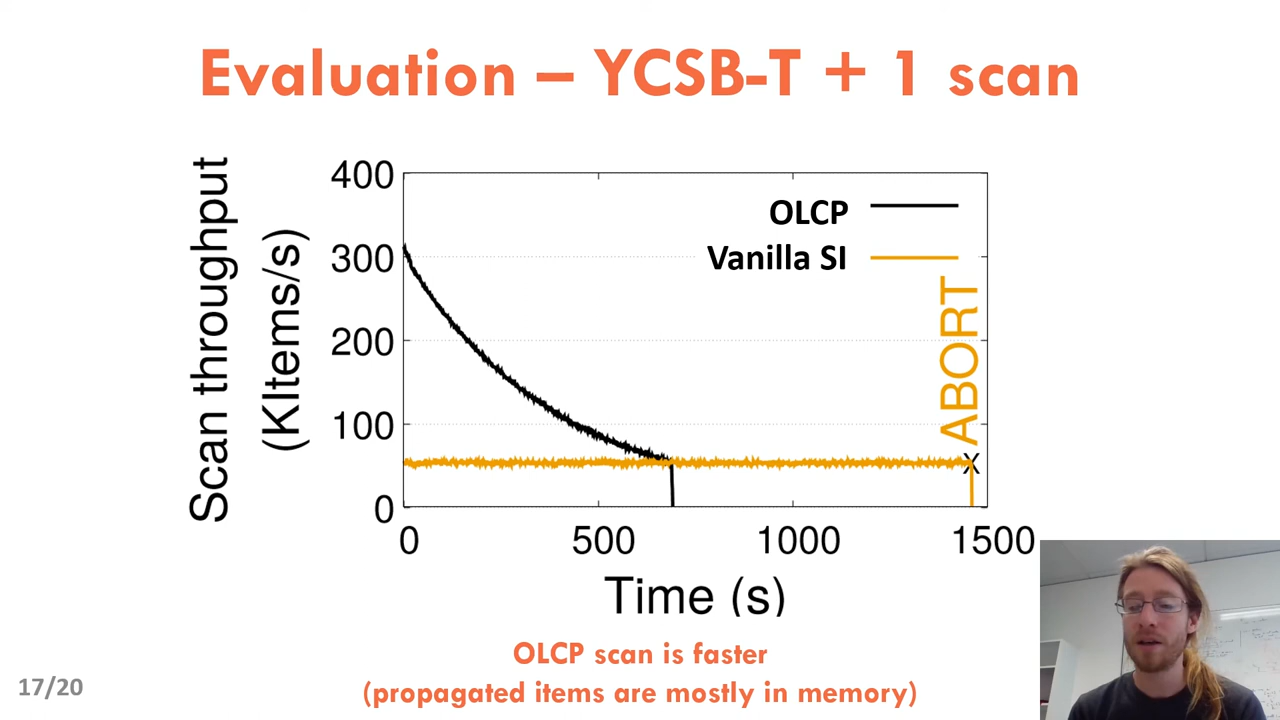 Evaluation – YCSB-T + 1 scan
Scan throughput
(KItems/s)
400
300
200
100
0
OLCP
Vanilla SI
ABORT
X
0
500
1000
1500
Time (s)
OLCP scan is faster
(propagated items are mostly in memory)
17/20